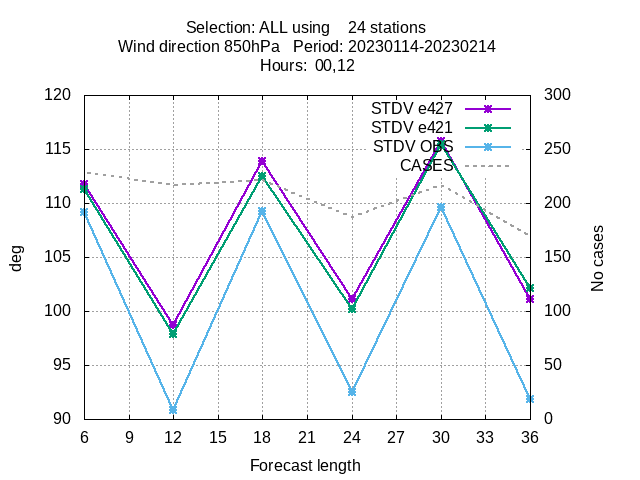 Selection: ALL using    24 stations
Wind direction 850hPa   Period: 20230114-20230214
Hours:  00,12
120
115
110
105
100
95
90
deg
300
250
200
150
100
50
0
No cases
STDV e427
STDV e421
STDV OBS
CASES
6 9 12 15 18 21 24 27 30 33 36
Forecast length